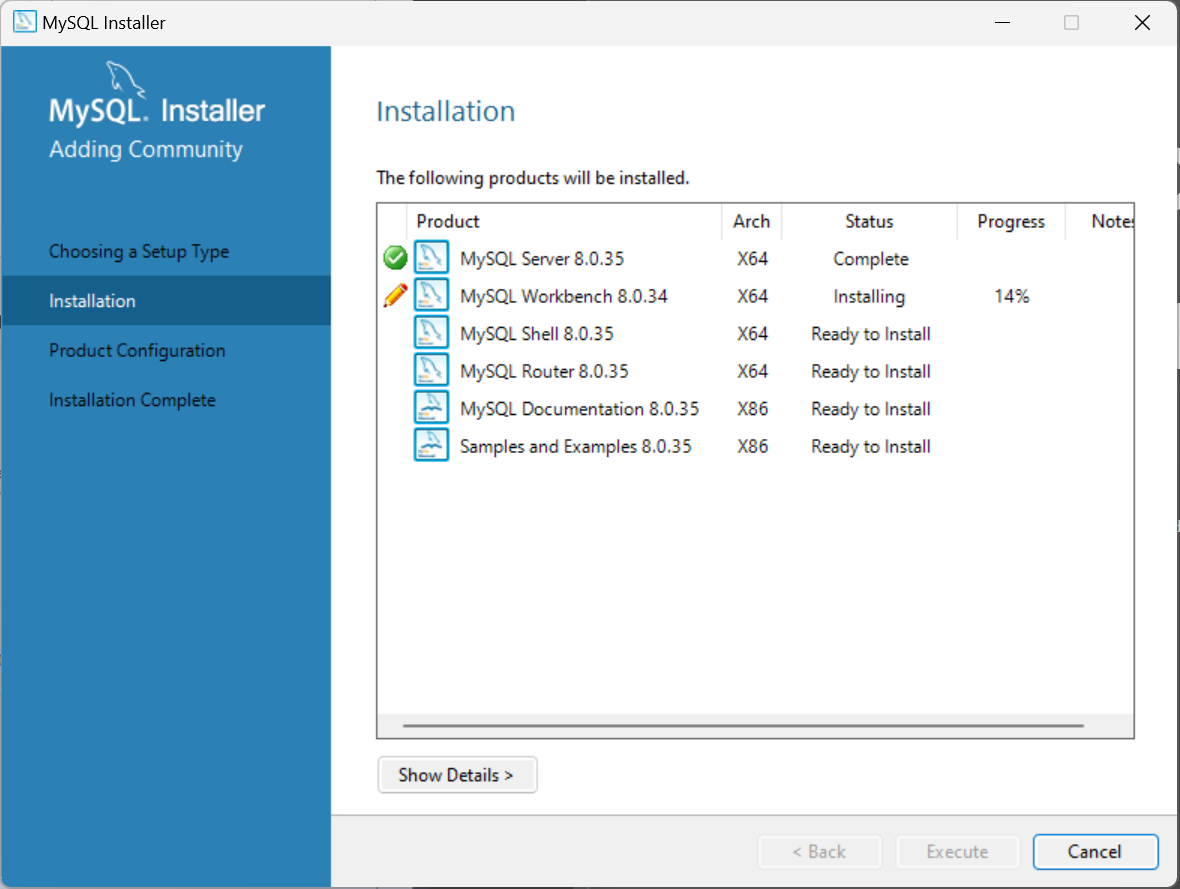 MySQL Installer
MySQL. Installer
Adding Community
Choosing a Setup Type
Installation
Product Configuration
Installation Complete
Installation
The following products will be installed.
Product Arch Status Progress Notes
MySQL Server 8.0.35 X64 Complete
MySQL Workbench 8.0.34 X64 Installing 14%
MySQL Shell 8.0.35 X64 Ready to Install
MySQL Router 8.0.35 X64 Ready to Install
MySQL Documentation 8.0.35 X86 Ready to Install
Samples and Examples 8.0.35 X86 Ready to Install
Show Details >
< Back Execute Cancel